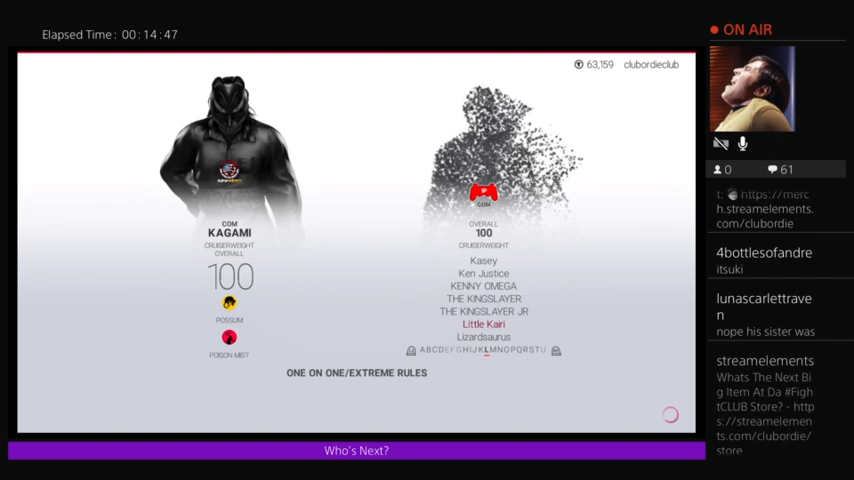 Elapsed Time: 00:14:47
ON AIR
63,159 clubordieclub
0 61
COM
KAGAMI
CRUISERWEIGHT
OVERALL
100
POSSUM
POISON MIST
1P
COM
OVERALL
100
CRUISERWEIGHT
Kasey
Ken Justice
KENNY OMEGA
THE KINGSLAYER
THE KINGSLAYER JR
Little Kairi
Lizardsaurus
ABCDEFGHIJKLMNOPQRSTU
ONE ON ONE/EXTREME RULES
Who's Next?
t: https://merc
h.streamelements.
com/clubordie
4bottlesofandre
itsuki
lunascarlettrave
n
nope his sister was
streamelements
Whats The Next Bi
g Item At Da #Figh
tCLUB Store? - http
s://streamelemen
ts.com/clubordie/
store